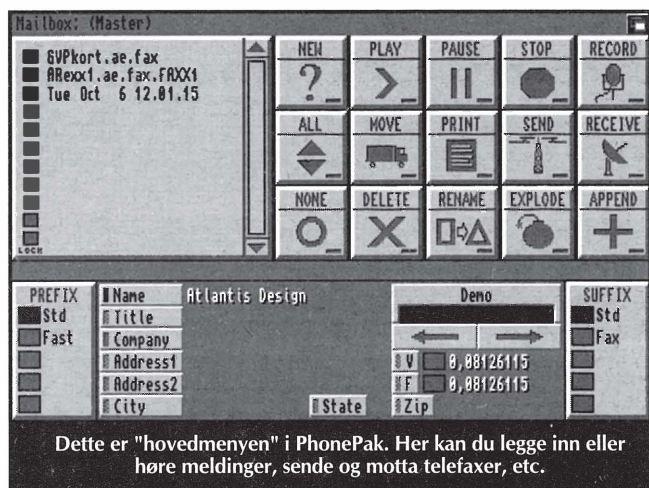 Mailbox: (Master)
GVPkort.ae.fax
ARexx1.ae.fax.FAXX1
Tue Oct 6 12.01.15
LOCK
NEW PLAY PAUSE STOP RECORD
ALL MOVE PRINT SEND RECEIVE
NONE DELETE RENAME EXPLODE APPEND
PREFIX
Std
Fast
Name Atlantis Design
Title
Company
Address1
Address2
City State Zip
Demo
V 0,08126115
F 0,08126115
SUFFIX
Std
Fax
Dette er "hovedmenyen" i PhonePak. Her kan du legge inn eller
høre meldinger, sende og motta telefaxer, etc.